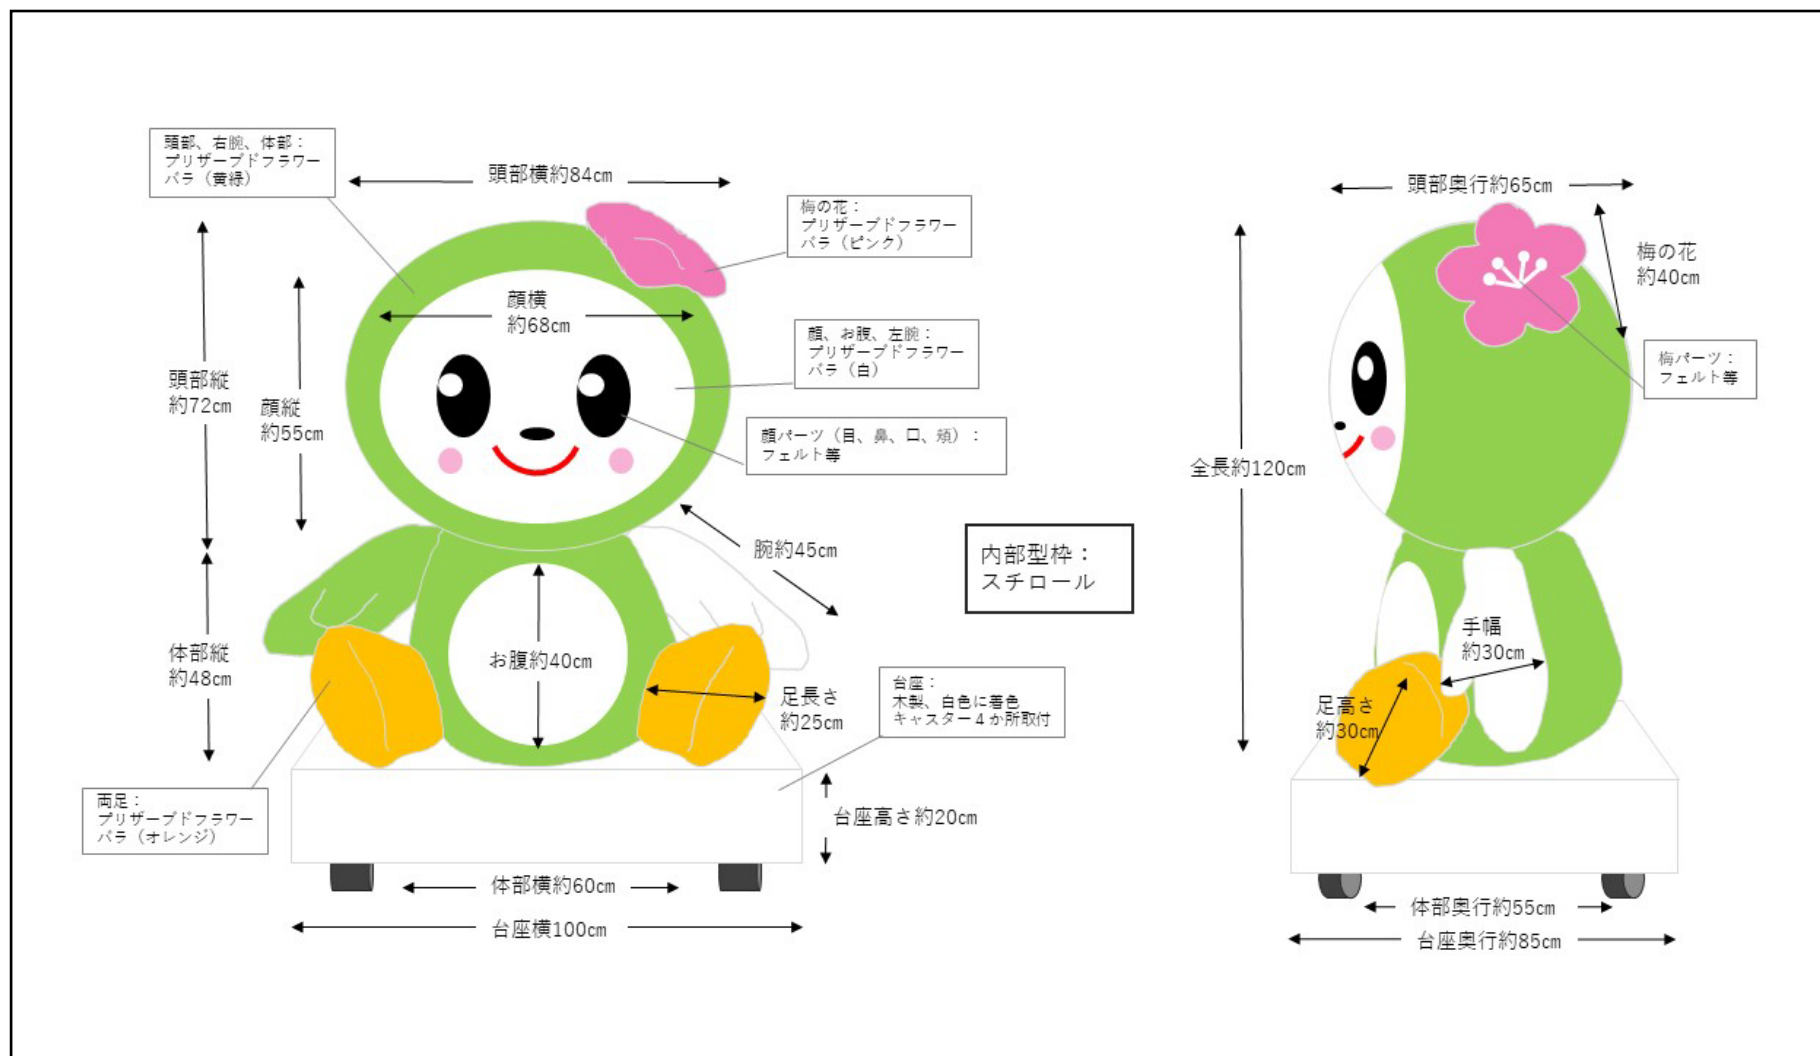 頭部、右腕、体部：
プリザーブドフラワー
バラ（黄緑）
頭部横約84cm
梅の花：
プリザーブドフラワー
バラ（ピンク）
顔横
約68cm
顔、お腹、左腕：
プリザーブドフラワー
バラ（白）
頭部縦
約72cm
顔縦
約55cm
顔パーツ（目、鼻、口、頬）：
フェルト等
腕約45cm
内部型枠：
スチロール
体部縦
約48cm
お腹約40cm
足長さ
約25cm
台座：
木製、白色に着色
キャスター４か所取付
両足：
プリザーブドフラワー
バラ（オレンジ）
台座高さ約20cm
体部横約60cm
台座横100cm
頭部奥行約65cm
梅の花
約40cm
梅パーツ：
フェルト等
全長約120cm
手幅
約30cm
足高さ
約30cm
体部奥行約55cm
台座奥行約85cm